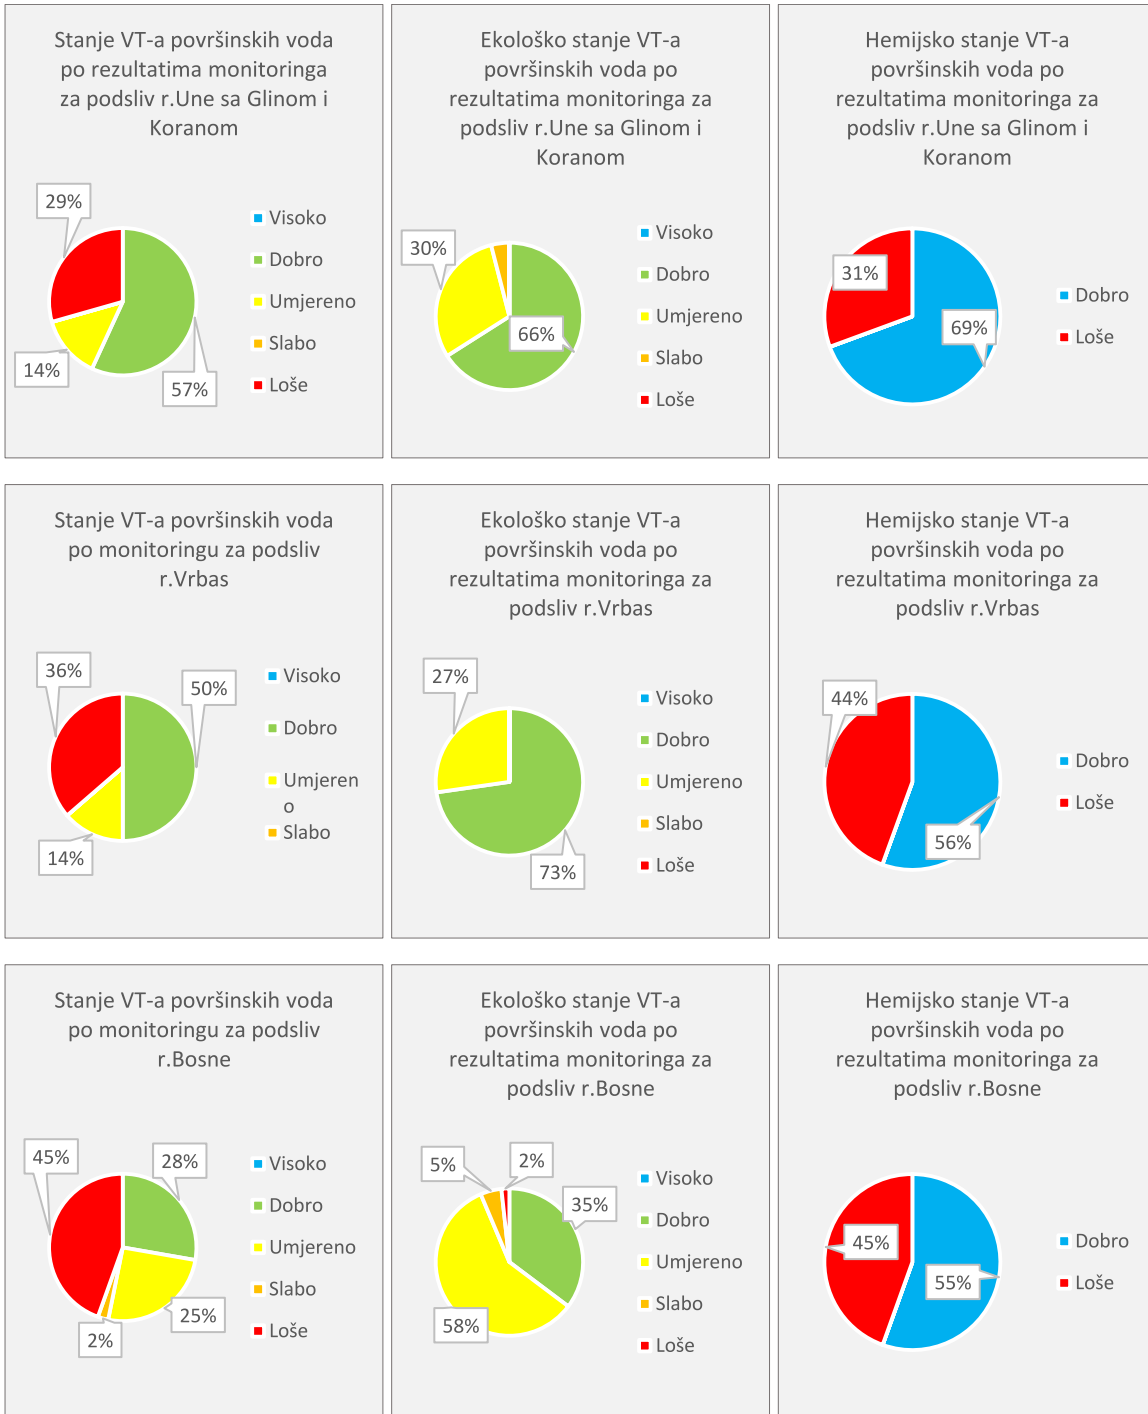 Stanje VT-a površinskih voda
po rezultatima monitoringa
za podsliv r.Une sa Glinom i
Koranom
29%
14%
57%
Visoko
Dobro
Umjereno
Slabo
Loše
Ekološko stanje VT-a
površinskih voda po
rezultatima monitoringa za
podsliv r.Une sa Glinom i
Koranom
30%
66%
Visoko
Dobro
Umjereno
Slabo
Loše
Hemijsko stanje VT-a
površinskih voda po
rezultatima monitoringa za
podsliv r.Une sa Glinom i
Koranom
31%
69%
Dobro
Loše
Stanje VT-a površinskih voda
po monitoringu za podsliv
r.Vrbas
36%
50%
14%
Visoko
Dobro
Umjeren
o
Slabo
Ekološko stanje VT-a
površinskih voda po
rezultatima monitoringa za
podsliv r.Vrbas
27%
73%
Visoko
Dobro
Umjereno
Slabo
Loše
Hemijsko stanje VT-a
površinskih voda po
rezultatima monitoringa za
podsliv r.Vrbas
44%
56%
Dobro
Loše
Stanje VT-a površinskih voda
po monitoringu za podsliv
r.Bosne
45%
28%
25%
2%
Visoko
Dobro
Umjereno
Slabo
Loše
Ekološko stanje VT-a
površinskih voda po
rezultatima monitoringa za
podsliv r.Bosne
5%
2%
35%
58%
Visoko
Dobro
Umjereno
Slabo
Loše
Hemijsko stanje VT-a
površinskih voda po
rezultatima monitoringa za
podsliv r.Bosne
45%
55%
Dobro
Loše